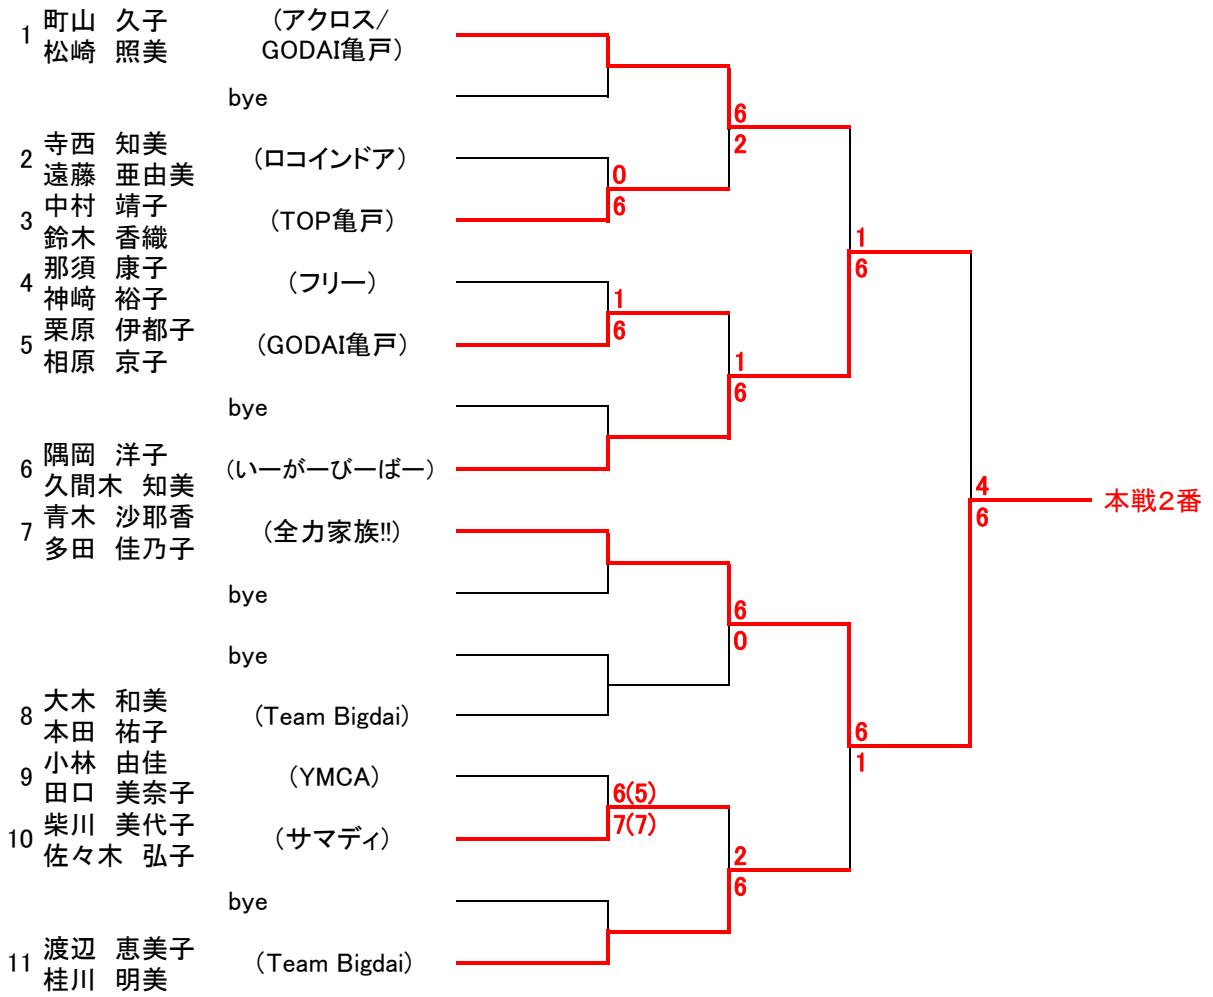 1 町山 久子 (アクロス/
松崎 照美 GODAI亀戸)
bye
6
2
2 寺西 知美 (ロコインドア)
遠藤 亜由美
0
6
3 中村 靖子 (TOP亀戸)
鈴木 香織
1
6
4 那須 康子 (フリー)
神﨑 裕子
1
6
5 栗原 伊都子 (GODAI亀戸)
相原 京子
1
6
bye
6 隅岡 洋子 (いーがーびーばー)
久間木 知美
4
6
本戦2番
7 青木 沙耶香 (全力家族!!)
多田 佳乃子
bye
6
0
bye
8 大木 和美 (Team Bigdai)
本田 祐子
6
1
9 小林 由佳 (YMCA)
田口 美奈子
6(5)
7(7)
10 柴川 美代子 (サマディ)
佐々木 弘子
2
6
bye
11 渡辺 恵美子 (Team Bigdai)
桂川 明美